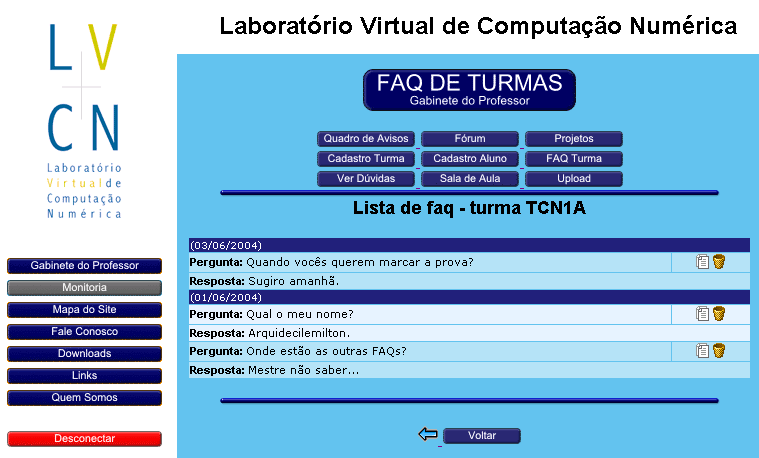 Laboratório Virtual de Computação Numérica
LV
CN
Laboratório
Virtual de
Computação
Numérica
FAQ DE TURMAS
Gabinete do Professor
Quadro de Avisos Fórum Projetos
Cadastro Turma Cadastro Aluno FAQ Turma
Ver Dúvidas Sala de Aula Upload
Lista de faq - turma TCN1A
(03/06/2004)
Pergunta: Quando vocês querem marcar a prova?
Resposta: Sugiro amanhã.
(01/06/2004)
Pergunta: Qual o meu nome?
Resposta: Arquidecilemilton.
Pergunta: Onde estão as outras FAQs?
Resposta: Mestre não saber...
Voltar
Gabinete do Professor
Monitoria
Mapa do Site
Fale Conosco
Downloads
Links
Quem Somos
Desconectar